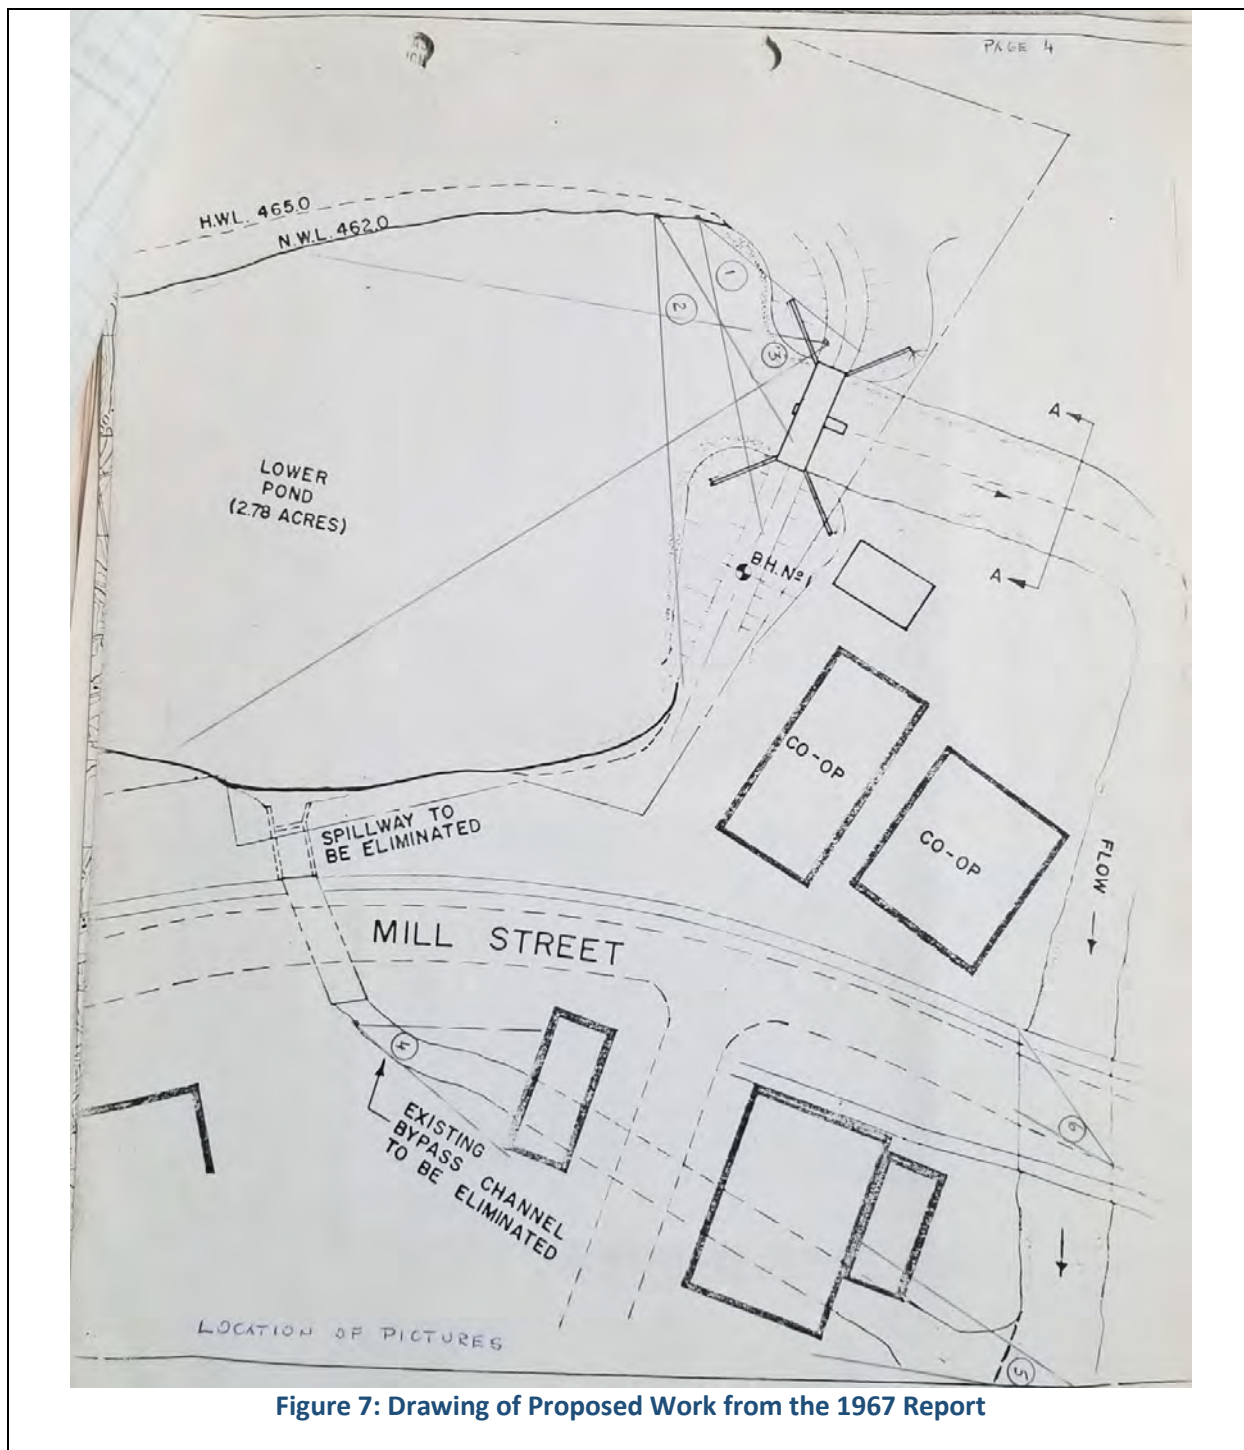 PAGE 4
H.W.L. 465.0
N.W.L. 462.0
1
2
3
A
LOWER
POND
(2.78 ACRES)
B.H. Nº 1
A
CO-OP
CO-OP
SPILLWAY TO
BE ELIMINATED
FLOW
MILL STREET
4
6
EXISTING
BYPASS CHANNEL
TO BE ELIMINATED
LOCATION OF PICTURES
5
Figure 7: Drawing of Proposed Work from the 1967 Report